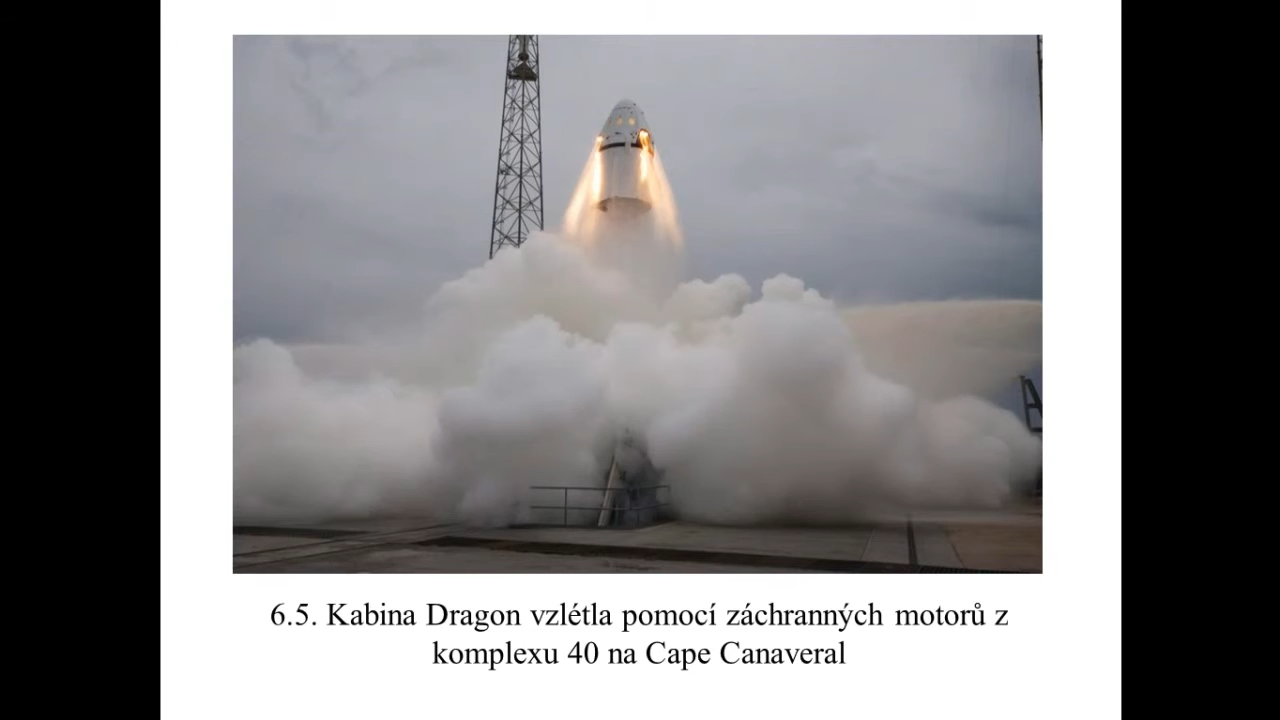 6.5. Kabina Dragon vzlétla pomocí záchranných motorů z
komplexu 40 na Cape Canaveral